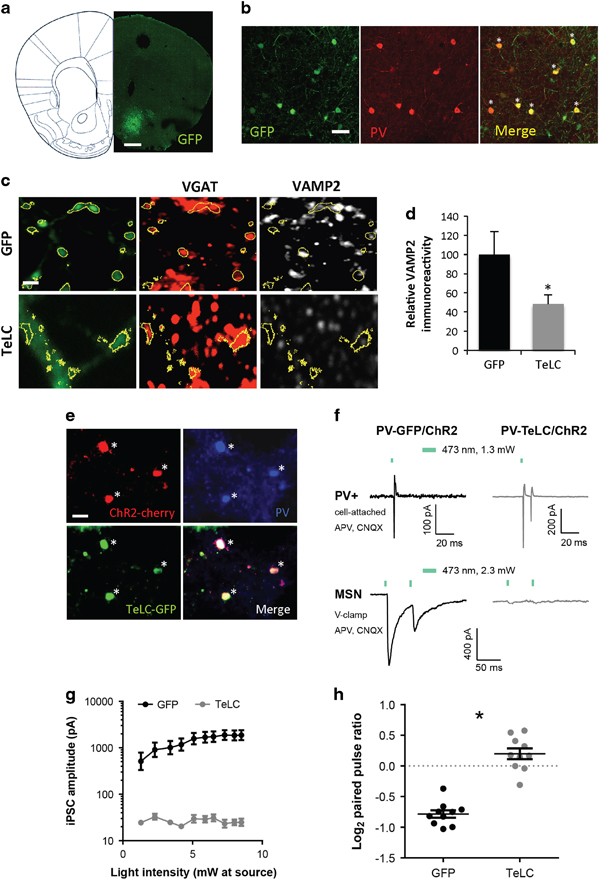 a
GFP
b
GFP
PV
Merge
c
VGAT
VAMP2
GFP
TeLC
d
Relative VAMP2
immunoreactivity
140
120
100
80
60
40
20
0
*
GFP
TeLC
e
ChR2-cherry
PV
TeLC-GFP
Merge
f
PV-GFP/ChR2
PV-TeLC/ChR2
473 nm, 1.3 mW
PV+
cell-attached
APV, CNQX
100 pA
20 ms
200 pA
20 ms
473 nm, 2.3 mW
MSN
V-clamp
APV, CNQX
400 pA
50 ms
g
GFP
TeLC
iPSC amplitude (pA)
10000
1000
100
10
0
5
10
Light intensity (mW at source)
h
Log2 paired pulse ratio
1.0
0.5
0.0
-0.5
-1.0
-1.5
*
GFP
TeLC